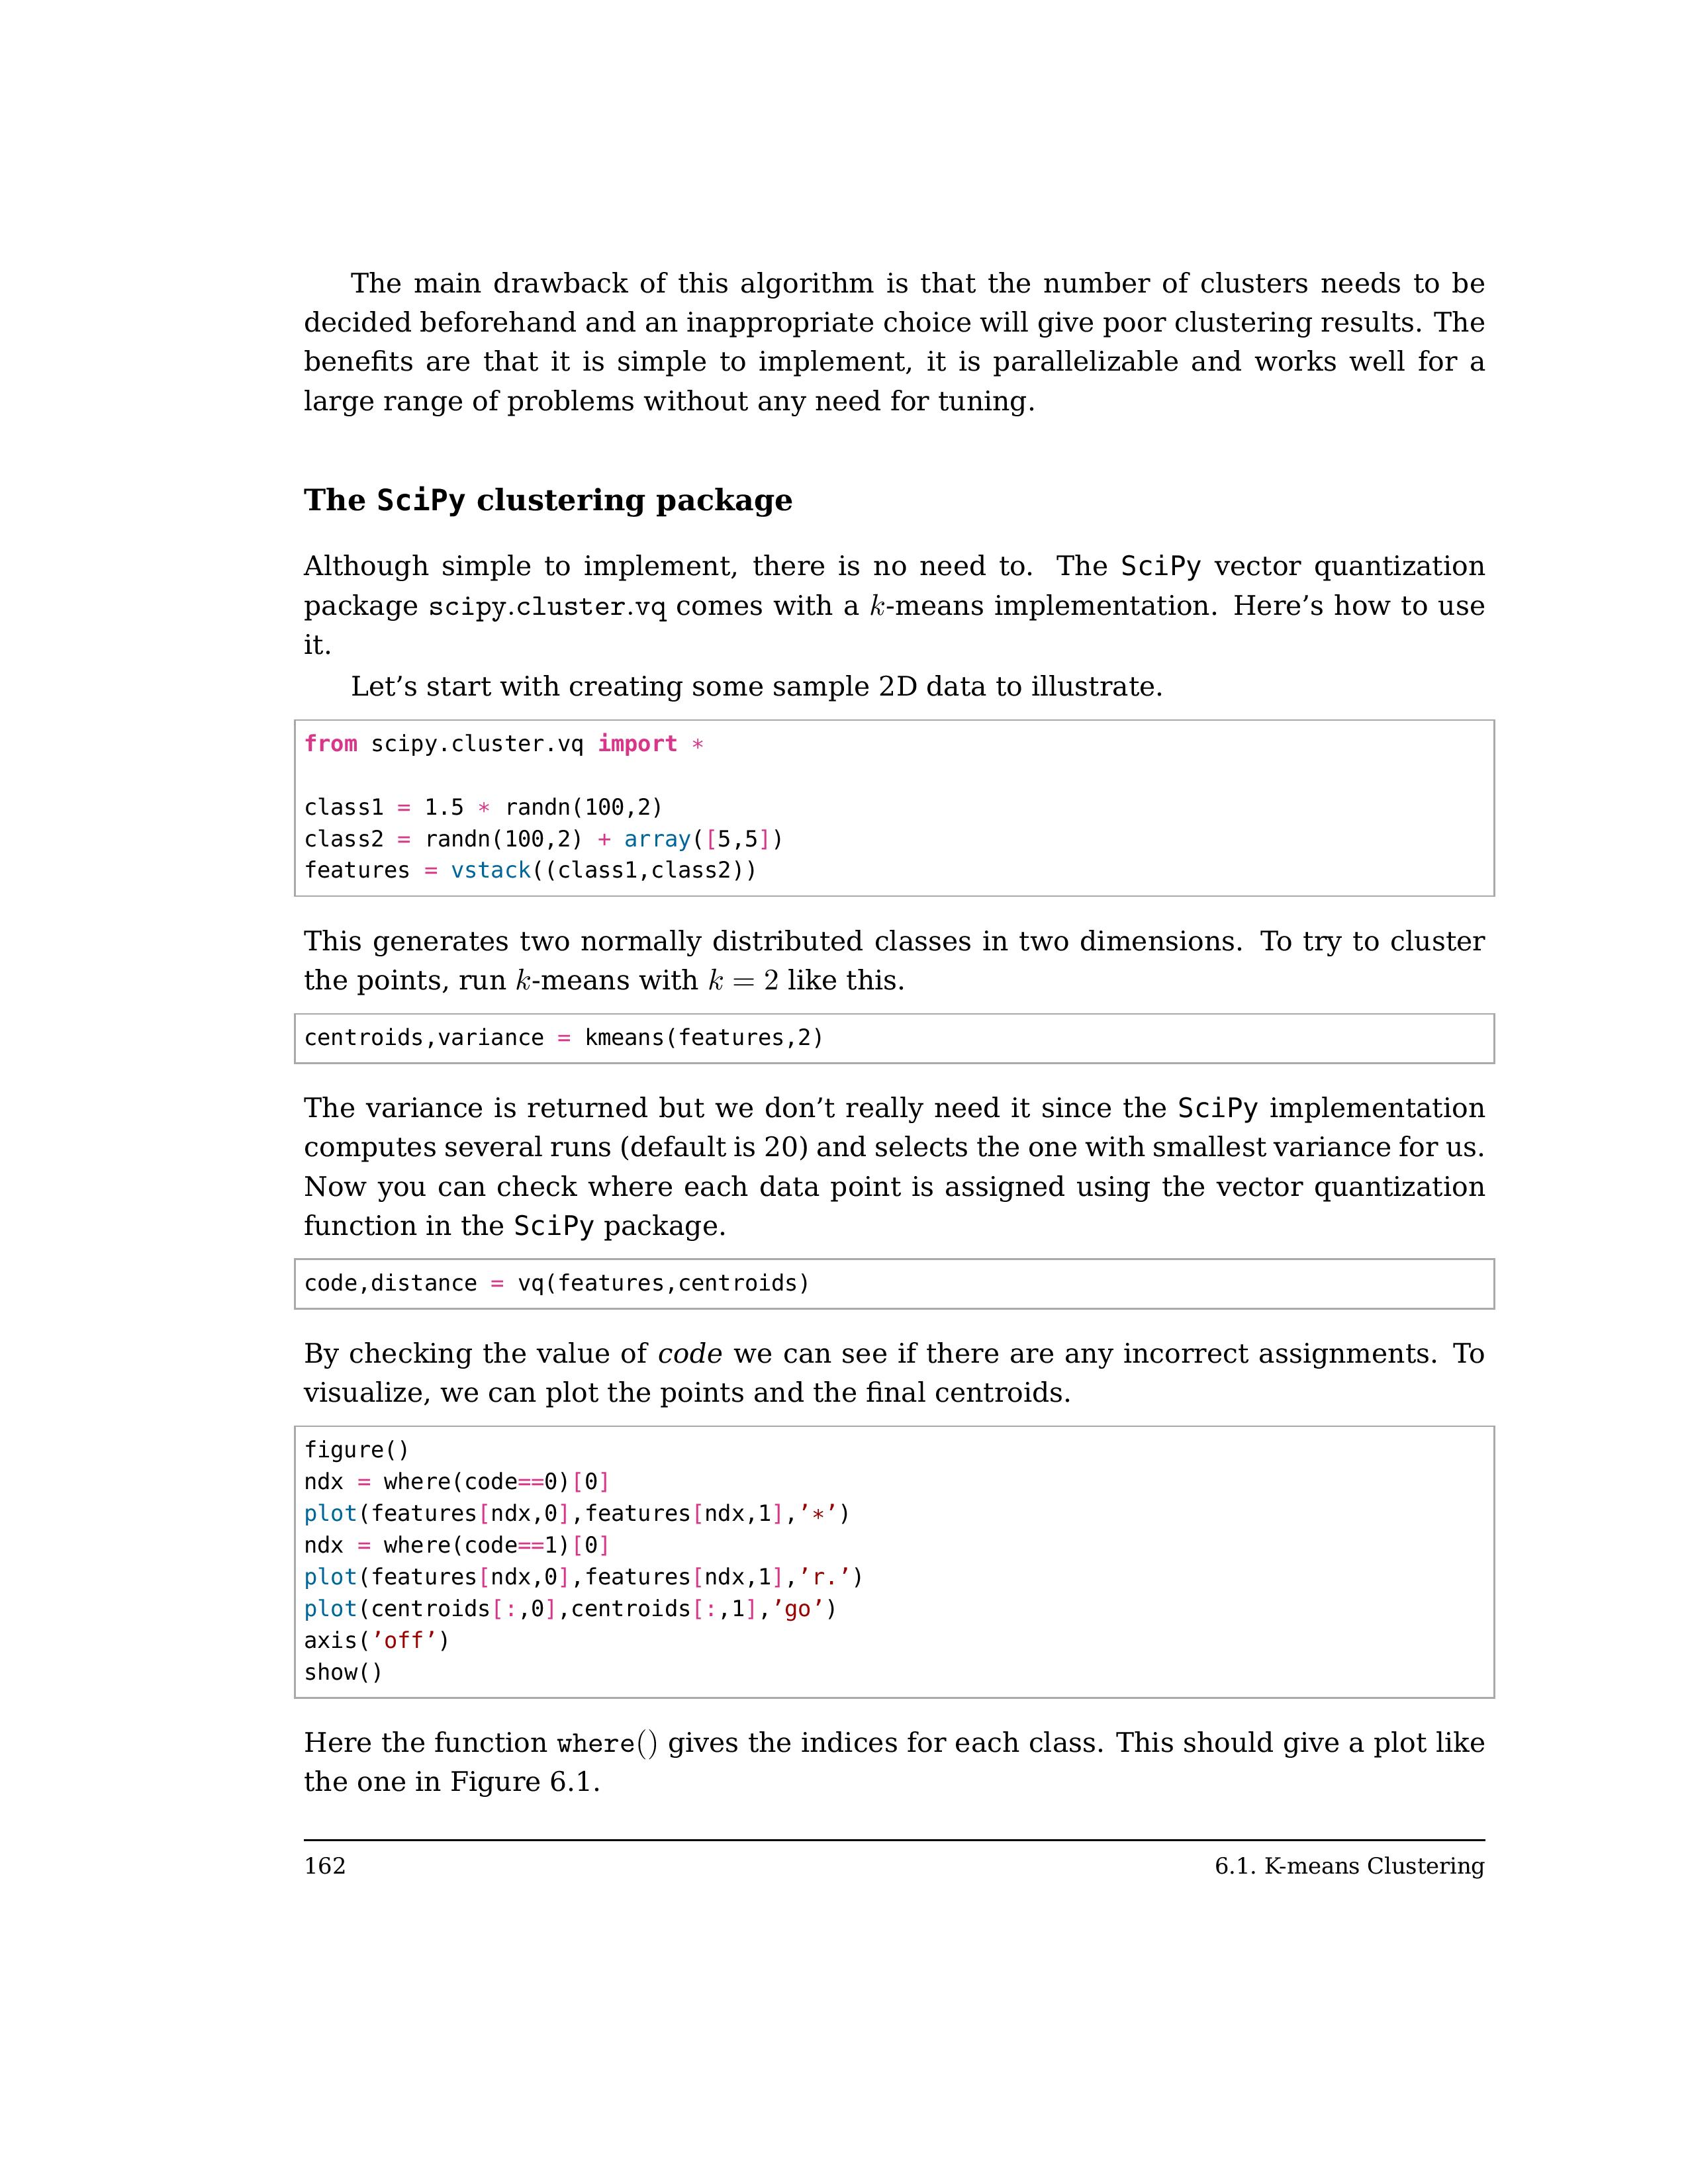 The main drawback of this algorithm is that the number of clusters needs to be
decided beforehand and an inappropriate choice will give poor clustering results. The
benefits are that it is simple to implement, it is parallelizable and works well for a
large range of problems without any need for tuning.
The SciPy clustering package
Although simple to implement, there is no need to. The SciPy vector quantization
package scipy.cluster.vq comes with a k-means implementation. Here’s how to use
it.
Let’s start with creating some sample 2D data to illustrate.
from scipy.cluster.vq import *
class1 = 1.5 * randn(100,2)
class2 = randn(100,2) + array([5,5])
features = vstack((class1,class2))
This generates two normally distributed classes in two dimensions. To try to cluster
the points, run k-means with k = 2 like this.
centroids,variance = kmeans(features,2)
The variance is returned but we don’t really need it since the SciPy implementation
computes several runs (default is 20) and selects the one with smallest variance for us.
Now you can check where each data point is assigned using the vector quantization
function in the SciPy package.
code,distance = vq(features,centroids)
By checking the value of code we can see if there are any incorrect assignments. To
visualize, we can plot the points and the final centroids.
figure()
ndx = where(code==0)[0]
plot(features[ndx,0],features[ndx,1],’*’)
ndx = where(code==1)[0]
plot(features[ndx,0],features[ndx,1],’r.’)
plot(centroids[:,0],centroids[:,1],’go’)
axis(’off’)
show()
Here the function where() gives the indices for each class. This should give a plot like
the one in Figure 6.1.
162 6.1. K-means Clustering